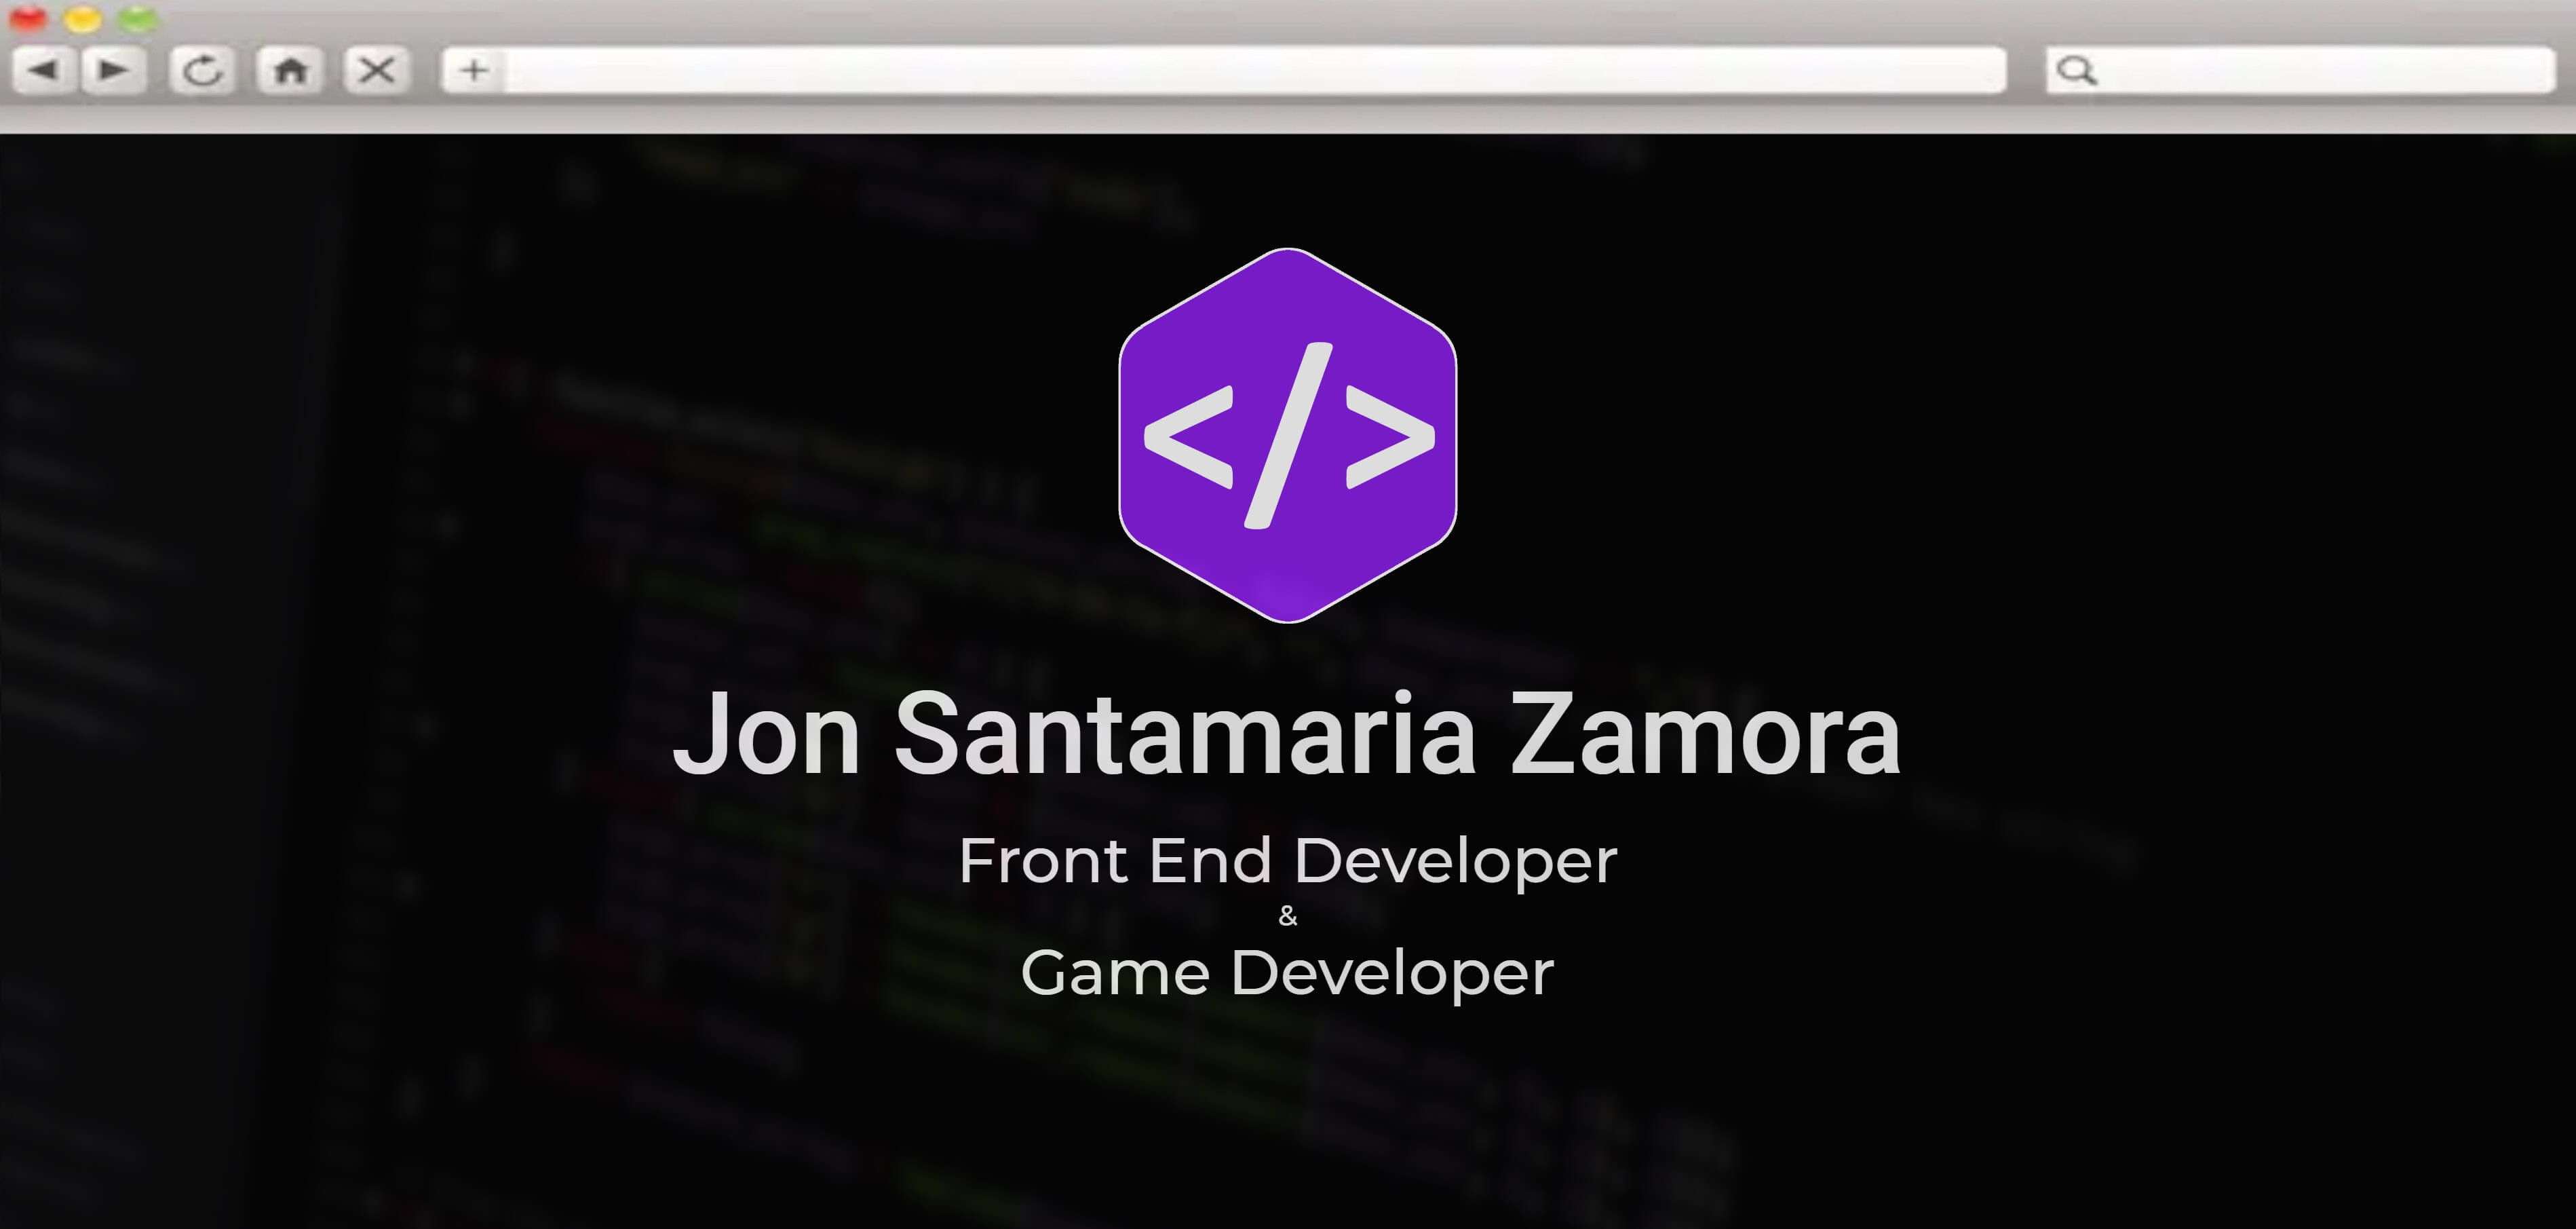 </>
Jon Santamaria Zamora
Front End Developer
&
Game Developer